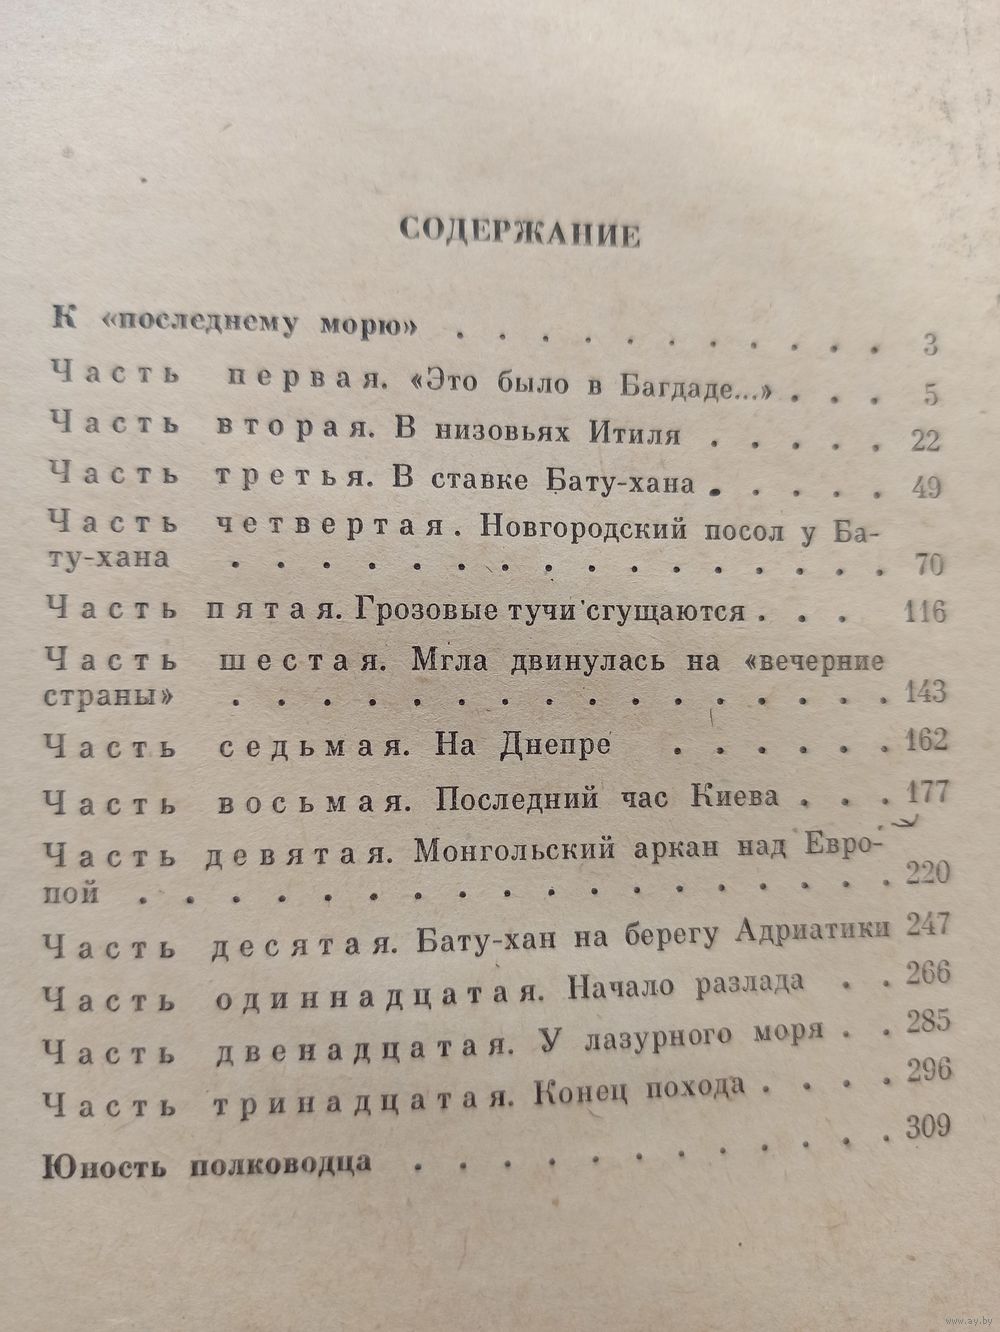 СОДЕРЖАНИЕ
К «последнему морю» . . . . . . . . . . 3
Часть первая. «Это было в Багдаде...» . . . 5
Часть вторая. В низовьях Итиля . . . . . 22
Часть третья. В ставке Бату-хана . . . . . 49
Часть четвертая. Новгородский посол у Ба-
ту-хана . . . . . . . . . . . . . . . . 70
Часть пятая. Грозовые тучи сгущаются . . . 116
Часть шестая. Мгла двинулась на «вечерние
страны» . . . . . . . . . . . . . . . . 143
Часть седьмая. На Днепре . . . . . . 162
Часть восьмая. Последний час Киева . . . 177
Часть девятая. Монгольский аркан над Евро-
пой . . . . . . . . . . . . . . . . . 220
Часть десятая. Бату-хан на берегу Адриатики 247
Часть одиннадцатая. Начало разлада . . 266
Часть двенадцатая. У лазурного моря . . 285
Часть тринадцатая. Конец похода . . . . 296
Юность полководца . . . . . . . . . . . 309
www.ay.by